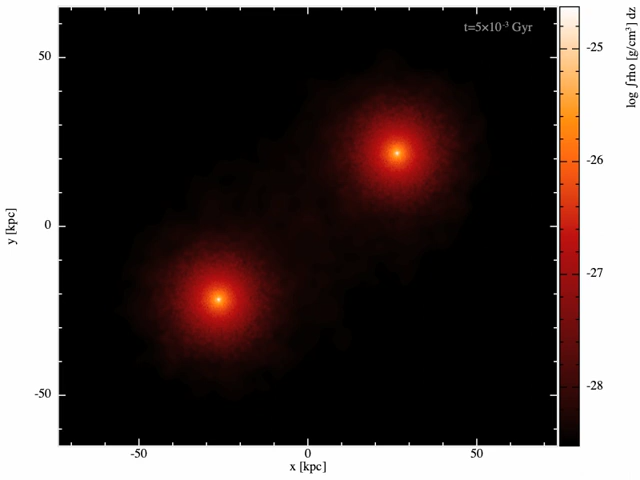 t=5×10⁻³ Gyr
log ∫rho [g/cm³] dz
50
0
-50
y [kpc]
-50
0
50
x [kpc]
-25
-26
-27
-28